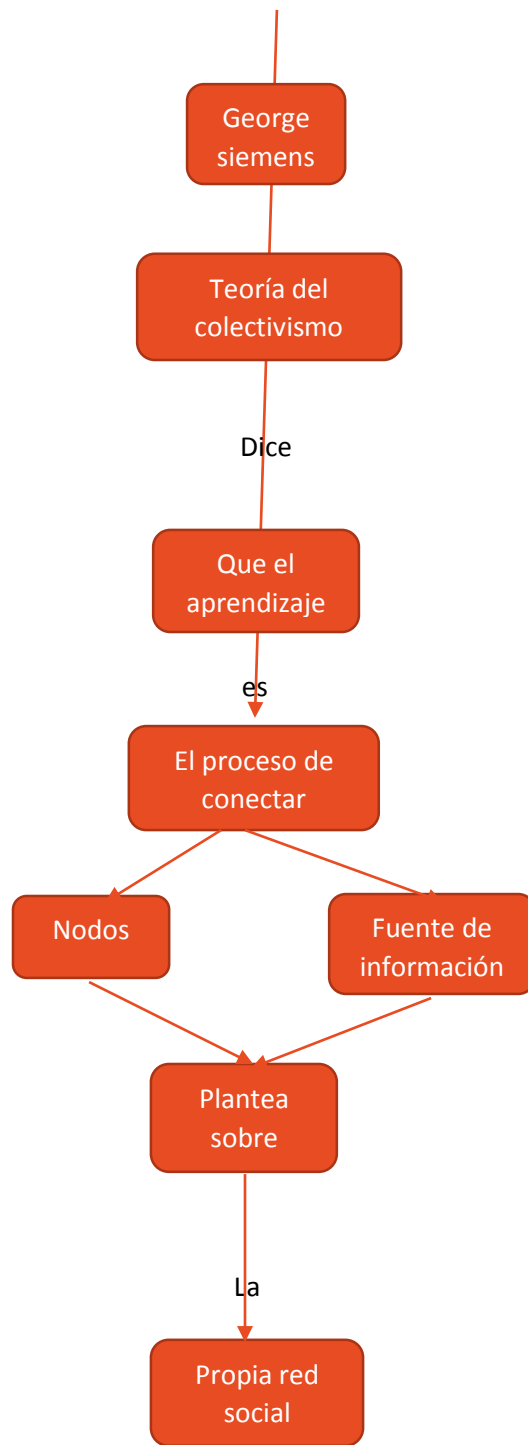 George
siemens
Teoría del
colectivismo
Dice
Que el
aprendizaje
es
El proceso de
conectar
Nodos
Fuente de
información
Plantea
sobre
La
Propia red
social